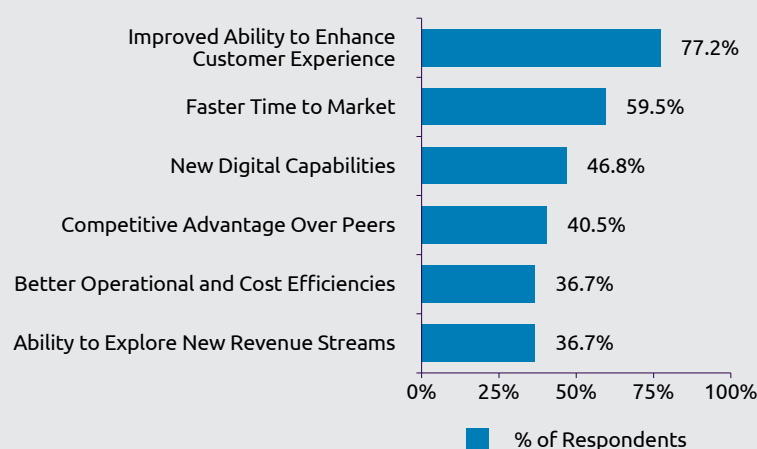 Improved Ability to Enhance
Customer Experience
77.2%
Faster Time to Market
59.5%
New Digital Capabilities
46.8%
Competitive Advantage Over Peers
40.5%
Better Operational and Cost Efficiencies
36.7%
Ability to Explore New Revenue Streams
36.7%
0% 25% 50% 75% 100%
% of Respondents